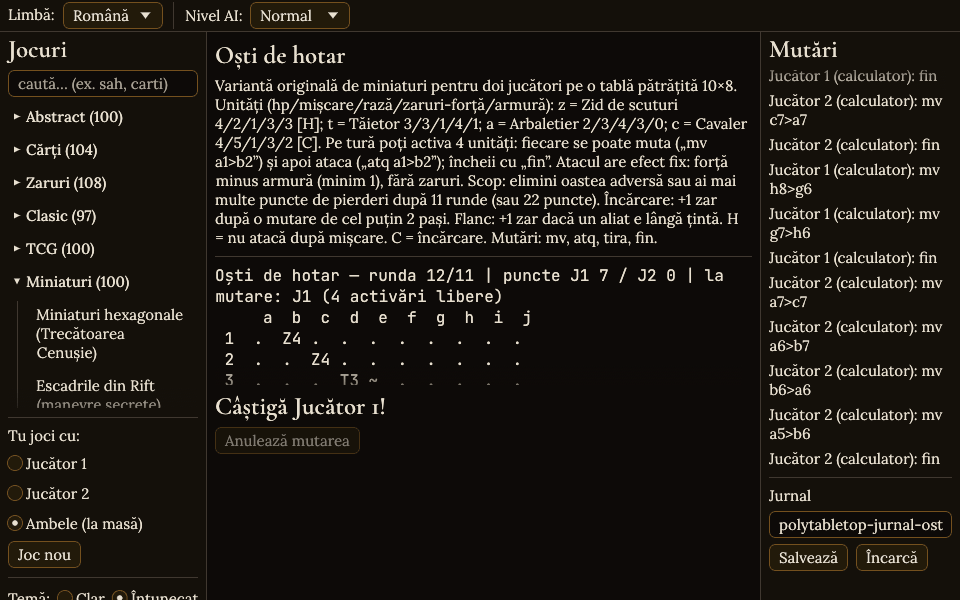 Limbă: Română ▼ Nivel AI: Normal ▼
Jocuri
caută... (ex. sah, carti)
▸ Abstract (100)
▸ Cărți (104)
▸ Zaruri (108)
▸ Clasic (97)
▸ TCG (100)
▾ Miniaturi (100)
Miniaturi hexagonale
(Trecătoarea
Cenușie)
Escadrile din Rift
(manevre secrete)
Tu joci cu:
Jucător 1
Jucător 2
Ambele (la masă)
Joc nou
Temă: Clar Întunecat
Oști de hotar
Variantă originală de miniaturi pentru doi jucători pe o tablă pătrățită 10×8.
Unități (hp/mișcare/rază/zaruri-forță/armură): z = Zid de scuturi
4/2/1/3/3 [H]; t = Tăietor 3/3/1/4/1; a = Arbaletier 2/3/4/3/0; c = Cavaler
4/5/1/3/2 [C]. Pe tură poți activa 4 unități: fiecare se poate muta („mv
a1>b2”) și apoi ataca („atq a1>b2”); închei cu „fin”. Atacul are efect fix: forță
minus armură (minim 1), fără zaruri. Scop: elimini oastea adversă sau ai mai
multe puncte de pierderi după 11 runde (sau 22 puncte). Încărcare: +1 zar
după o mutare de cel puțin 2 pași. Flanc: +1 zar dacă un aliat e lângă țintă. H
= nu atacă după mișcare. C = încărcare. Mutări: mv, atq, tira, fin.
Oști de hotar — runda 12/11 | puncte J1 7 / J2 0 | la
mutare: J1 (4 activări libere)
a b c d e f g h i j
1 . Z4 . . . . . . . .
2 . . Z4 . . . . . . .
3 . . . T3 ~ . . . . .
Câștigă Jucător 1!
Anulează mutarea
Mutări
Jucător 1 (calculator): fin
Jucător 2 (calculator): mv
c7>a7
Jucător 2 (calculator): fin
Jucător 1 (calculator): mv
h8>g6
Jucător 1 (calculator): mv
g7>h6
Jucător 1 (calculator): fin
Jucător 2 (calculator): mv
a7>c7
Jucător 2 (calculator): mv
a6>b7
Jucător 2 (calculator): mv
b6>a6
Jucător 2 (calculator): mv
a5>b6
Jucător 2 (calculator): fin
Jurnal
polytabletop-jurnal-ost
Salvează Încarcă